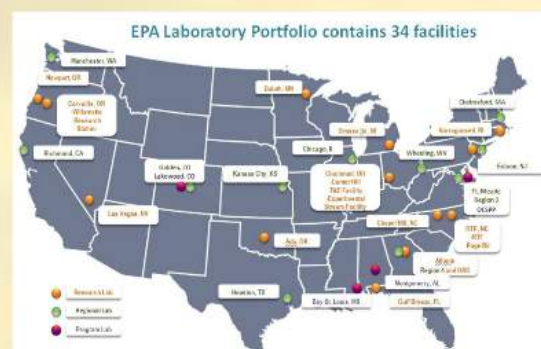 EPA Laboratory Portfolio contains 34 facilities
Manchester, WA
Newport, OR
Corvallis, OR
-Willamette
Research
Station
Richmond, CA
Las Vegas, NV
Golden, CO
Lakewood, CO
Kansas City, KS
Ada, OK
Houston, TX
Duluth, MN
Grosse Ile, MI
Chicago, IL
Cincinnati, OH
-Center Hill
-T&E Facility
-Experimental
Stream Facility
Wheeling, WV
Chelmsford, MA
Narragansett, RI
Edison, NJ
Ft. Meade
Region 3
OCSPP
Chapel Hill, NC
RTP, NC
-RTF
Page Rd
Athens
Region 4 and ORD
Montgomery, AL
Bay St. Louis, MS
Gulf Breeze, FL
Research Lab
Regional Lab
Program Lab